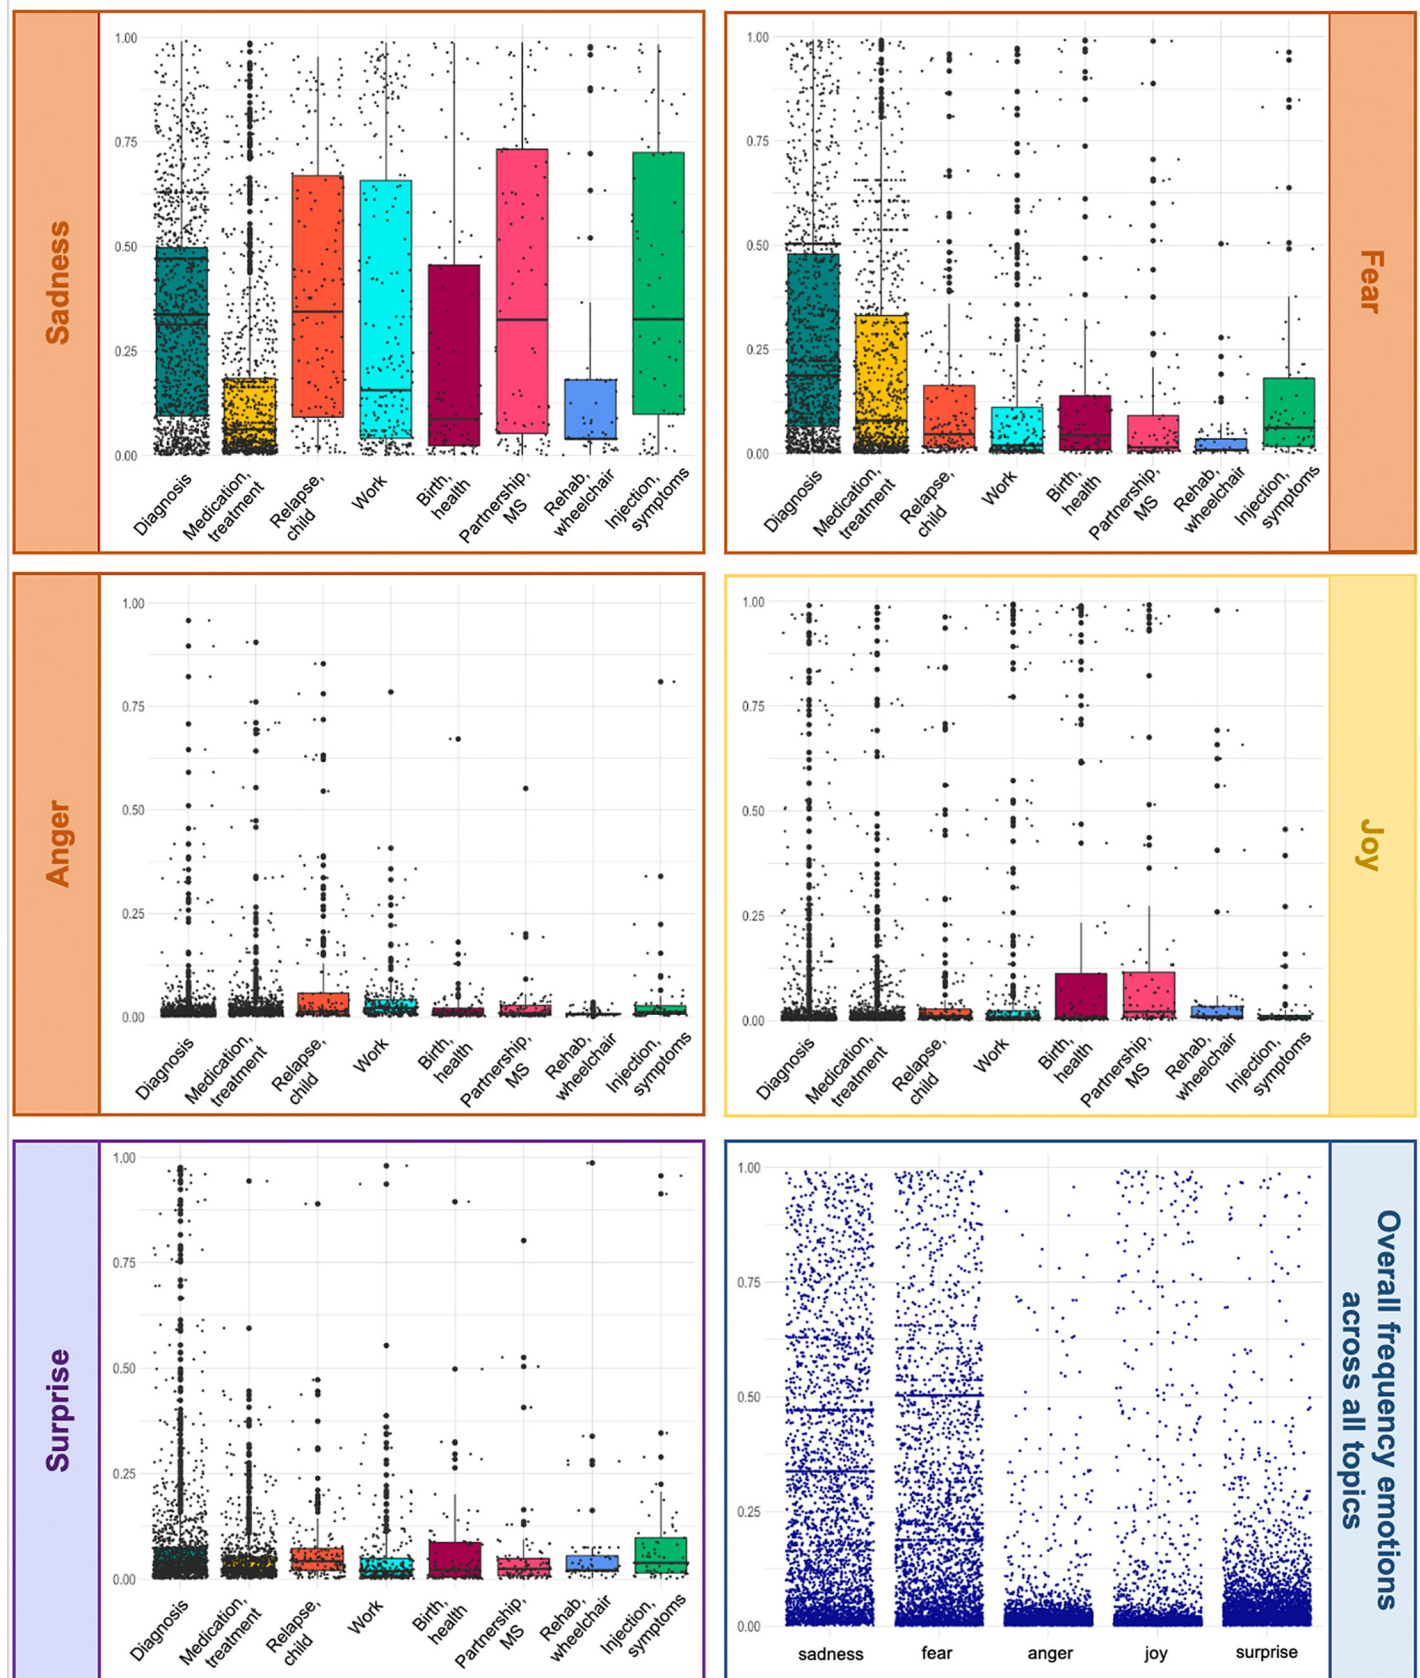 Sadness
1.00
0.75
0.50
0.25
0.00
Diagnosis
Medication,
treatment
Relapse,
child
Work
Birth,
health
Partnership,
MS
Rehab,
wheelchair
Injection,
symptoms
Fear
1.00
0.75
0.50
0.25
0.00
Diagnosis
Medication,
treatment
Relapse,
child
Work
Birth,
health
Partnership,
MS
Rehab,
wheelchair
Injection,
symptoms
Anger
1.00
0.75
0.50
0.25
0.00
Diagnosis
Medication,
treatment
Relapse,
child
Work
Birth,
health
Partnership,
MS
Rehab,
wheelchair
Injection,
symptoms
Joy
1.00
0.75
0.50
0.25
0.00
Diagnosis
Medication,
treatment
Relapse,
child
Work
Birth,
health
Partnership,
MS
Rehab,
wheelchair
Injection,
symptoms
Surprise
1.00
0.75
0.50
0.25
0.00
Diagnosis
Medication,
treatment
Relapse,
child
Work
Birth,
health
Partnership,
MS
Rehab,
wheelchair
Injection,
symptoms
Overall frequency emotions
across all topics
1.00
0.75
0.50
0.25
0.00
sadness
fear
anger
joy
surprise